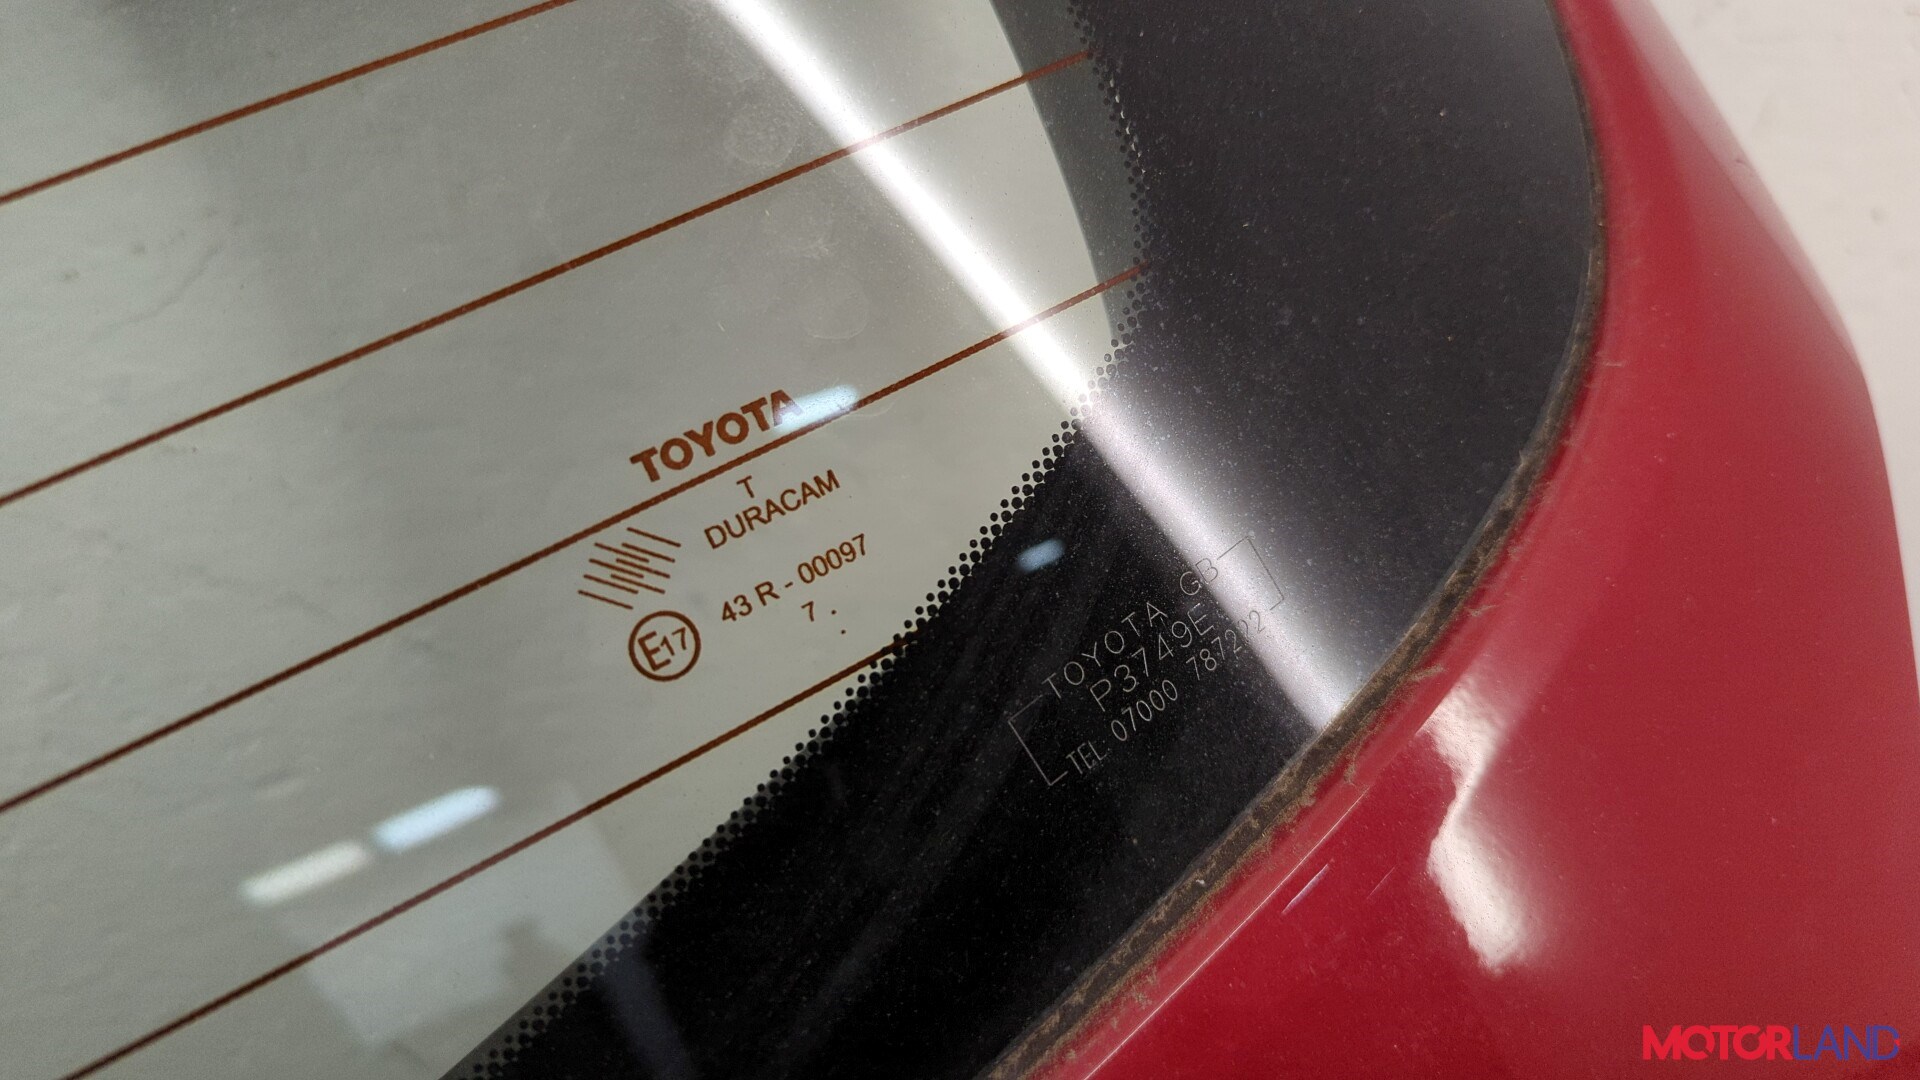 TOYOTA
T
DURACAM
43 R - 00097
E17
7 .
.
TOYOTA GB
P3749E
TEL. 07000 787222
MOTORLAND